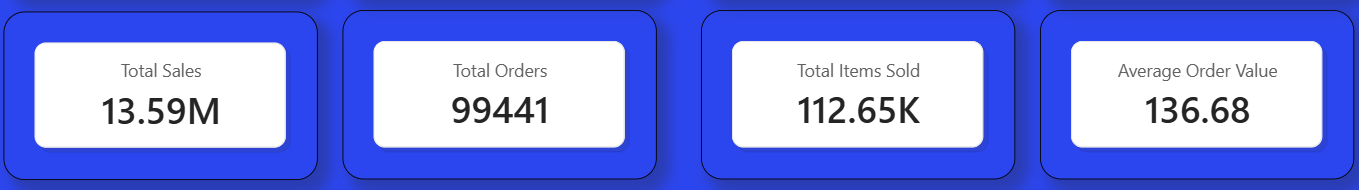 Total Sales
13.59M
Total Orders
99441
Total Items Sold
112.65K
Average Order Value
136.68